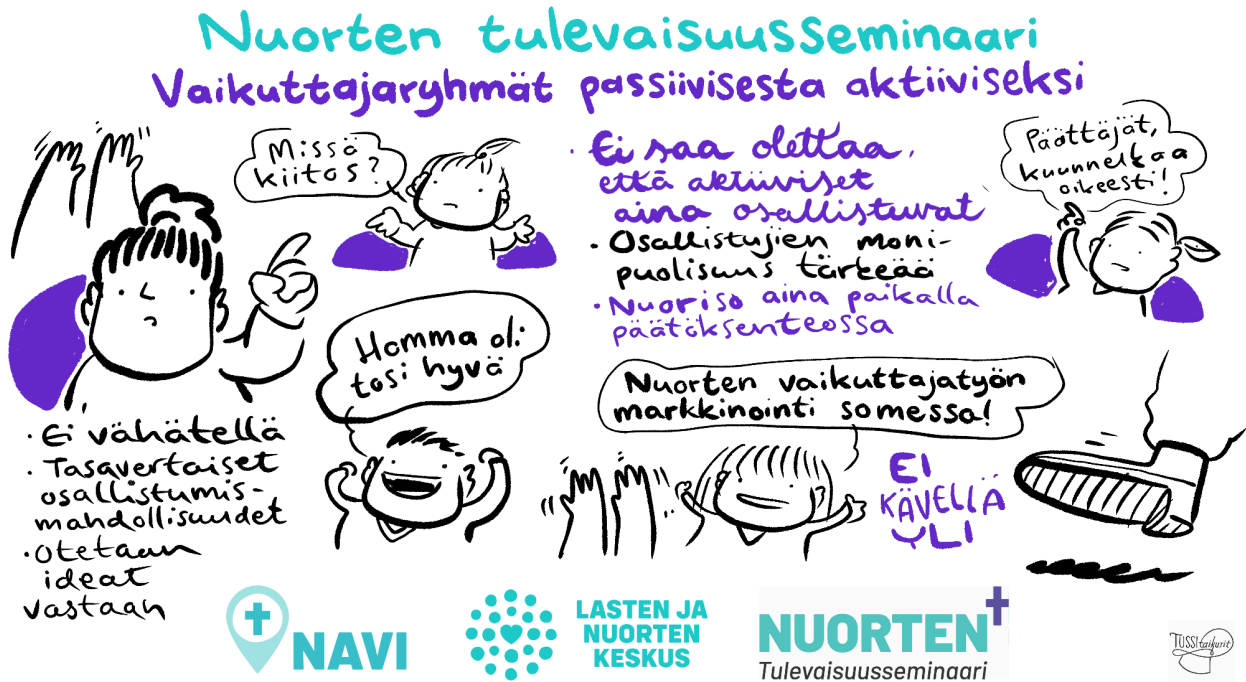 Nuorten tulevaisuusseminaari
Vaikuttajaryhmät passiivisesta aktiiviseksi
Missä
kiitos?
· Ei saa olettaa,
että aktiiviset
aina osallistuvat
· Osallistujien moni-
puolisuus tärkeää
· Nuoriso aina paikalla
päätöksenteossa
Päättäjät,
kuunnelkaa
oikeesti!
Homma oli
tosi hyvä
Nuorten vaikuttajatyön
markkinointi somessa!
· Ei vähätellä
· Tasavertaiset
osallistumis-
mahdollisuudet
· Otetaan
ideat
vastaan
EI
KÄVELLÄ
YLI
NAVI
LASTEN JA
NUORTEN
KESKUS
NUORTEN
Tulevaisuusseminaari
TUSSItaikurit